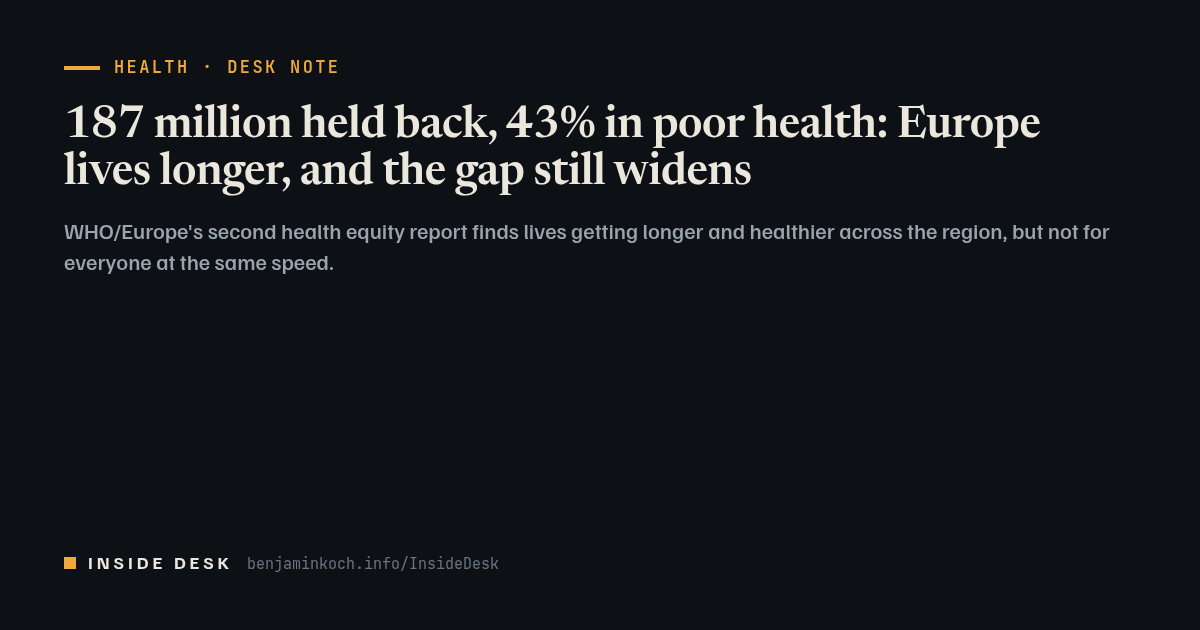 HEALTH · DESK NOTE
187 million held back, 43% in poor health: Europe
lives longer, and the gap still widens
WHO/Europe's second health equity report finds lives getting longer and healthier across the region, but not for
everyone at the same speed.
INSIDE DESK benjaminkoch.info/InsideDesk